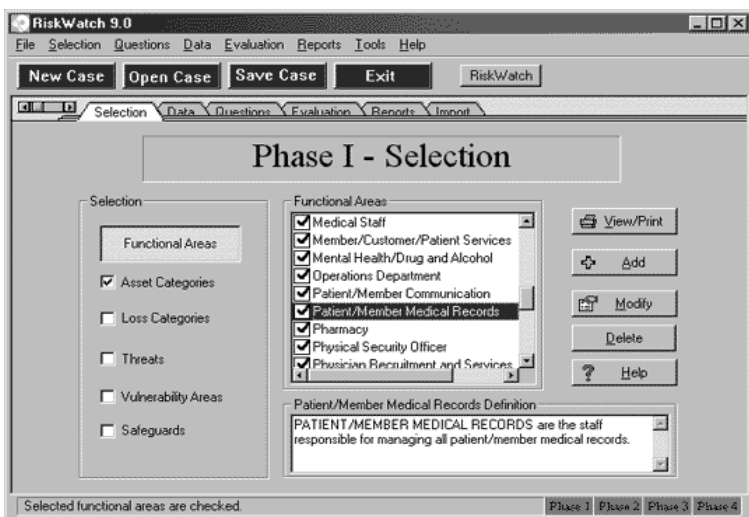 RiskWatch 9.0
File Selection Questions Data Evaluation Reports Tools Help
New Case Open Case Save Case Exit RiskWatch
Selection Data Questions Evaluation Reports Import
Phase I - Selection
Selection
Functional Areas
Asset Categories
Loss Categories
Threats
Vulnerability Areas
Safeguards
Functional Areas
Medical Staff
Member/Customer/Patient Services
Mental Health/Drug and Alcohol
Operations Department
Patient/Member Communication
Patient/Member Medical Records
Pharmacy
Physical Security Officer
Physician Recruitment and Services
View/Print
Add
Modify
Delete
? Help
Patient/Member Medical Records Definition
PATIENT/MEMBER MEDICAL RECORDS are the staff
responsible for managing all patient/member medical records.
Selected functional areas are checked.
Phase 1 Phase 2 Phase 3 Phase 4